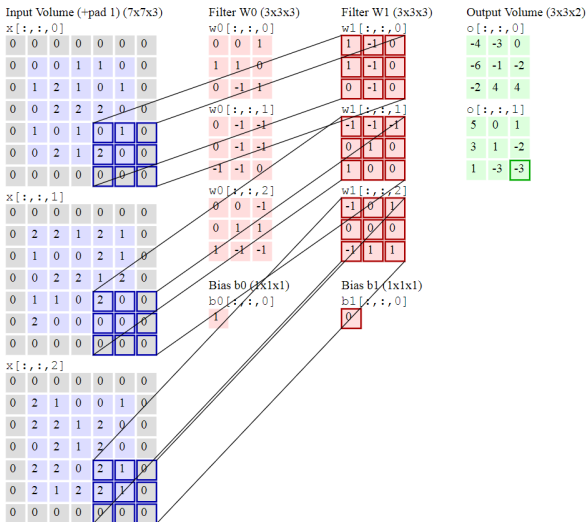 Input Volume (+pad 1) (7x7x3)
x[:,:,0]
0 0 0 0 0 0 0
0 0 0 1 1 0 0
0 1 2 1 0 1 0
0 0 2 2 2 0 0
0 1 0 1 0 1 0
0 0 2 1 2 0 0
0 0 0 0 0 0 0
x[:,:,1]
0 0 0 0 0 0 0
0 2 2 1 2 1 0
0 1 0 0 2 1 0
0 0 2 2 1 2 0
0 1 1 0 2 0 0
0 2 0 0 0 0 0
0 0 0 0 0 0 0
x[:,:,2]
0 0 0 0 0 0 0
0 2 1 0 0 1 0
0 2 2 1 2 0 0
0 0 2 1 2 0 0
0 2 2 0 2 1 0
0 2 1 2 2 1 0
0 0 0 0 0 0 0
Filter W0 (3x3x3)
w0[:,:,0]
0 0 1
1 1 0
0 -1 1
w0[:,:,1]
0 -1 -1
0 -1 -1
-1 -1 0
w0[:,:,2]
0 0 -1
0 1 1
1 -1 -1
Bias b0 (1x1x1)
b0[:,:,0]
1
Filter W1 (3x3x3)
w1[:,:,0]
1 -1 0
1 -1 0
1 -1 0
w1[:,:,1]
-1 -1 -1
0 1 0
1 0 0
w1[:,:,2]
-1 0 1
0 0 0
-1 1 1
Bias b1 (1x1x1)
b1[:,:,0]
0
Output Volume (3x3x2)
o[:,:,0]
-4 -3 0
-6 -1 -2
-2 4 4
o[:,:,1]
5 0 1
3 1 -2
1 -3 -3